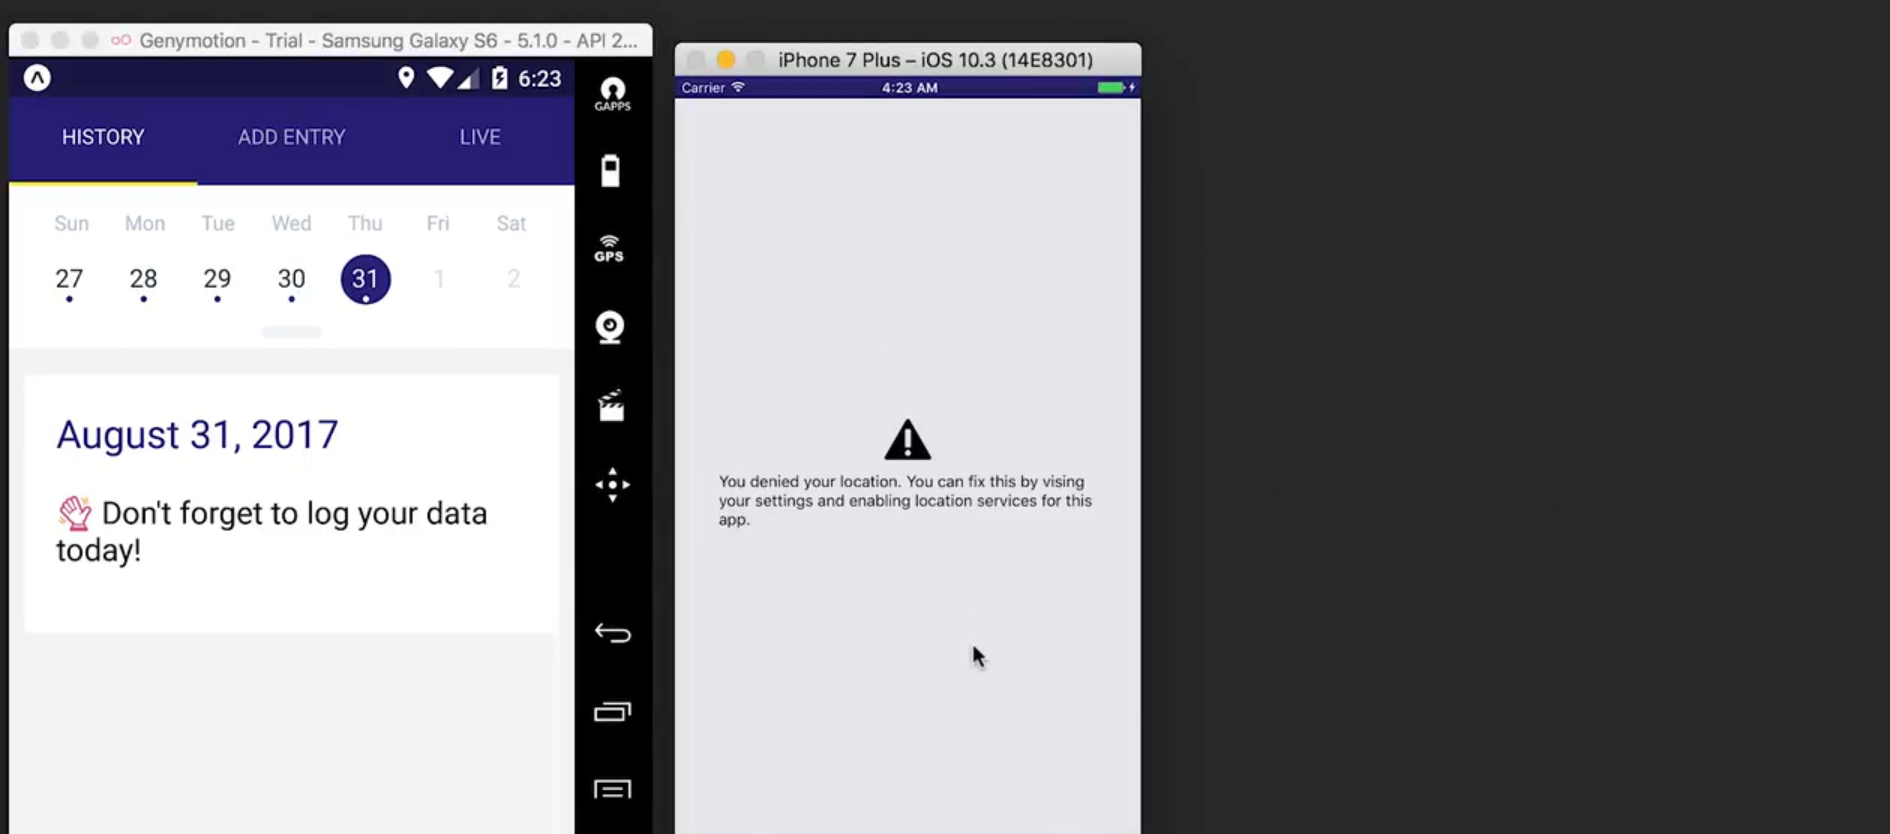 Genymotion - Trial - Samsung Galaxy S6 - 5.1.0 - API 2...
6:23
HISTORY ADD ENTRY LIVE
Sun Mon Tue Wed Thu Fri Sat
27 28 29 30 31 1 2
August 31, 2017
Don't forget to log your data
today!
GAPPS
GPS
iPhone 7 Plus – iOS 10.3 (14E8301)
Carrier 4:23 AM
You denied your location. You can fix this by vising
your settings and enabling location services for this
app.